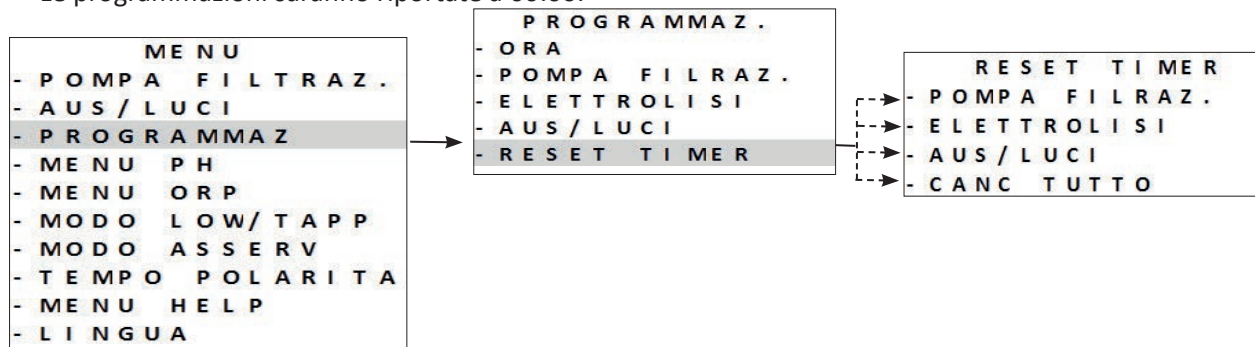 MENU
- POMPA FILTRAZ.
- AUS/LUCI
- PROGRAMMAZ
- MENU PH
- MENU ORP
- MODO LOW/TAPP
- MODO ASSERV
- TEMPO POLARITA
- MENU HELP
- LINGUA
PROGRAMMAZ.
- ORA
- POMPA FILRAZ.
- ELETTROLISI
- AUS/LUCI
- RESET TIMER
RESET TIMER
- POMPA FILRAZ.
- ELETTROLISI
- AUS/LUCI
- CANC TUTTO